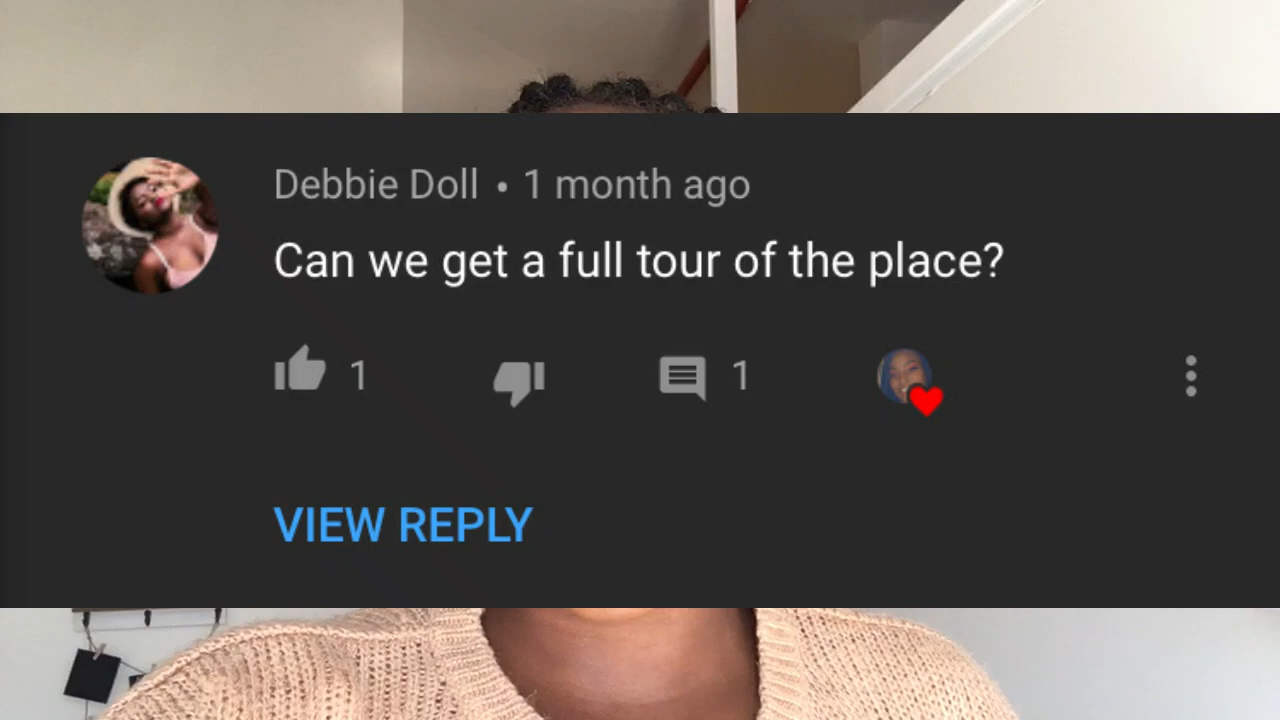 Debbie Doll • 1 month ago
Can we get a full tour of the place?
1
1
VIEW REPLY